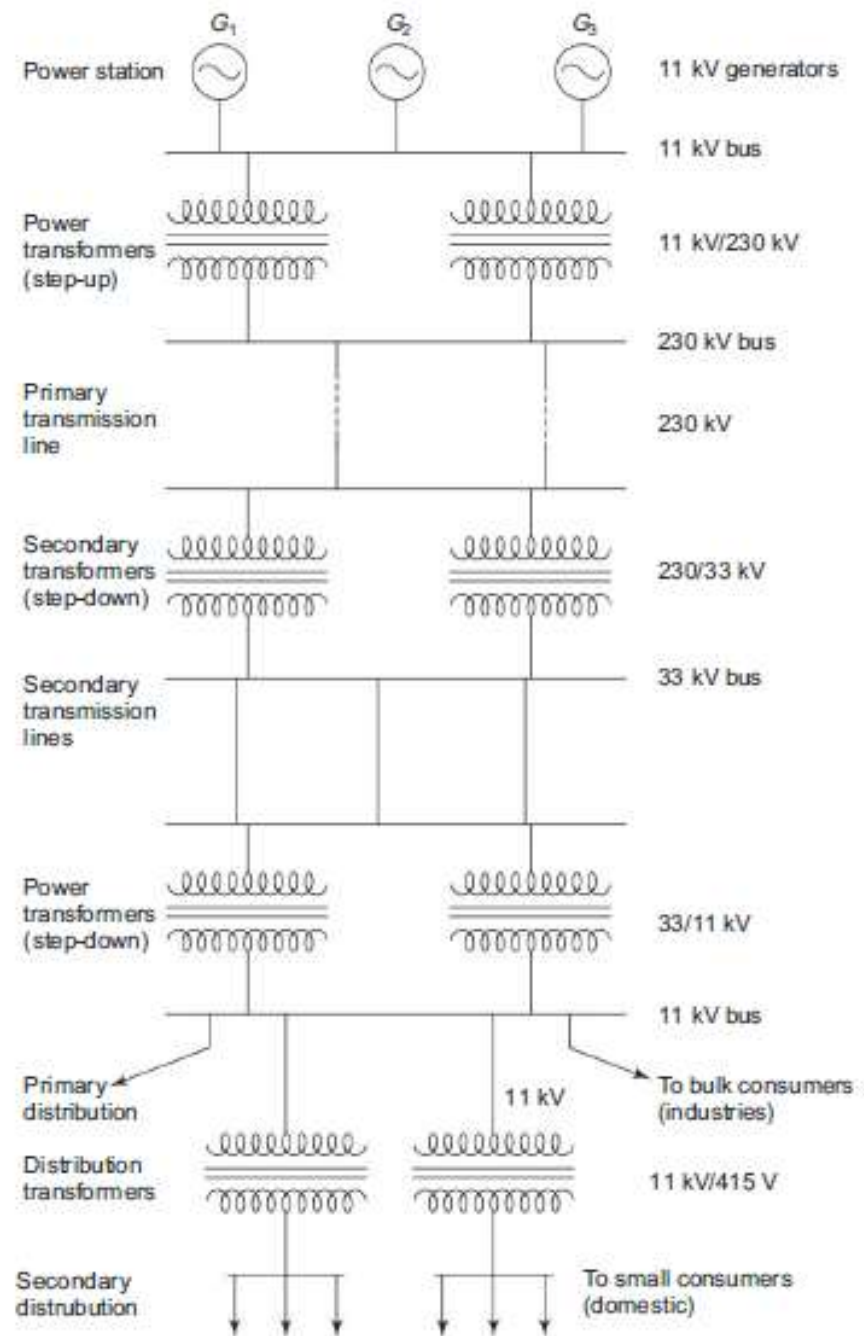 G1 G2 G3
Power station
11 kV generators
11 kV bus
Power
transformers
(step-up)
11 kV/230 kV
230 kV bus
Primary
transmission
line
230 kV
Secondary
transformers
(step-down)
230/33 kV
33 kV bus
Secondary
transmission
lines
Power
transformers
(step-down)
33/11 kV
11 kV bus
Primary
distribution
11 kV
To bulk consumers
(industries)
Distribution
transformers
11 kV/415 V
Secondary
distrubution
To small consumers
(domestic)